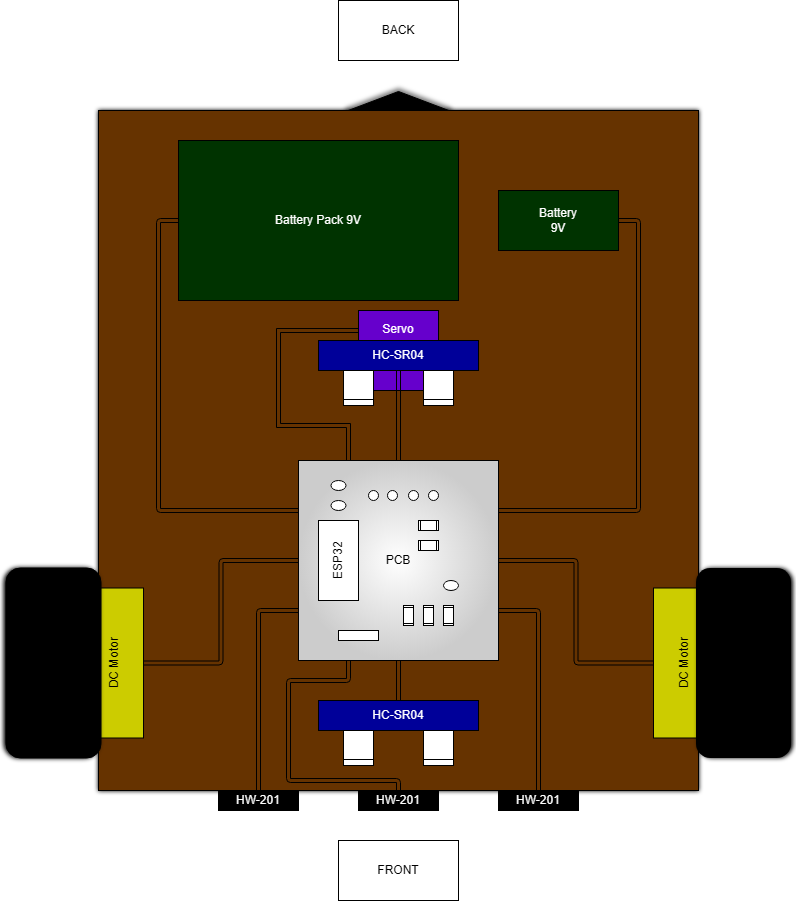 BACK
Battery Pack 9V
Battery
9V
Servo
HC-SR04
ESP32
PCB
DC Motor
DC Motor
HC-SR04
HW-201
HW-201
HW-201
FRONT